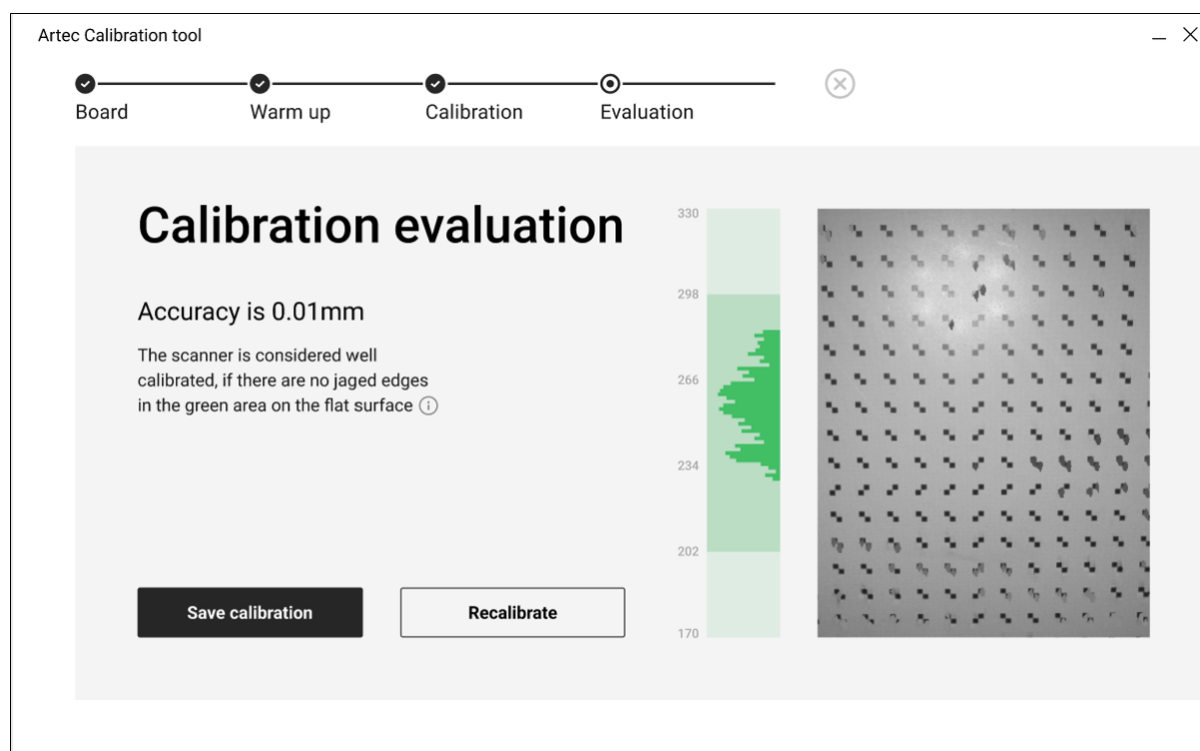 Artec Calibration tool
Board
Warm up
Calibration
Evaluation
Calibration evaluation
Accuracy is 0.01mm
The scanner is considered well
calibrated, if there are no jaged edges
in the green area on the flat surface
Save calibration
Recalibrate
330
298
266
234
202
170